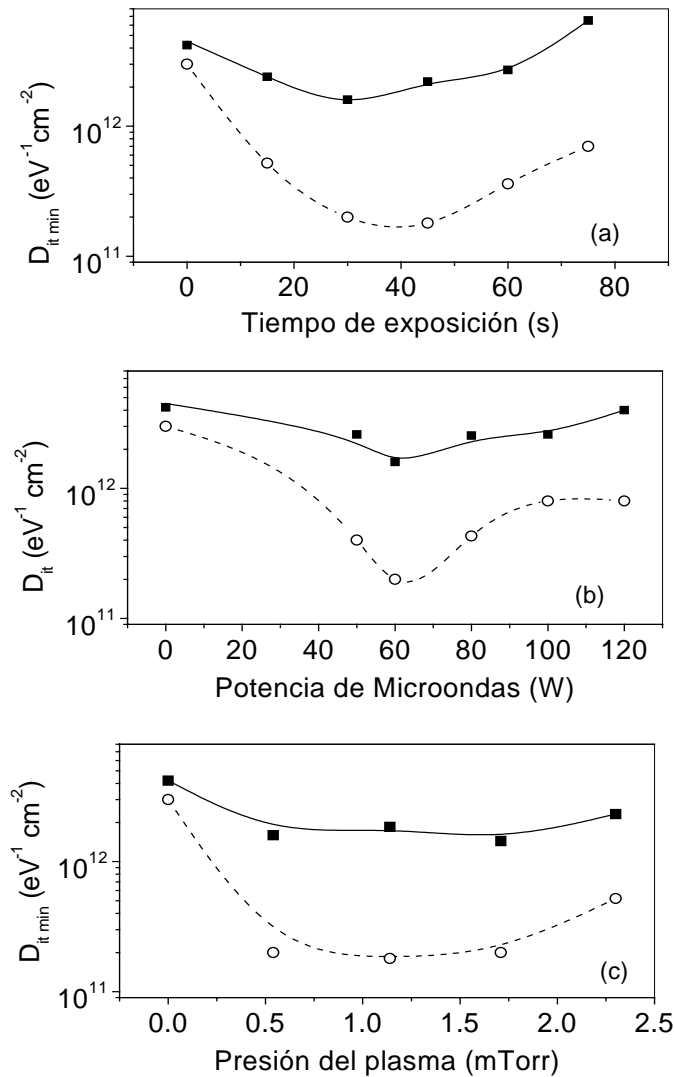 10^12
10^11
D_it min (eV^-1 cm^-2)
(a)
0 20 40 60 80
Tiempo de exposición (s)
10^12
10^11
D_it (eV^-1 cm^-2)
(b)
0 20 40 60 80 100 120
Potencia de Microondas (W)
10^12
10^11
D_it min (eV^-1 cm^-2)
(c)
0.0 0.5 1.0 1.5 2.0 2.5
Presión del plasma (mTorr)